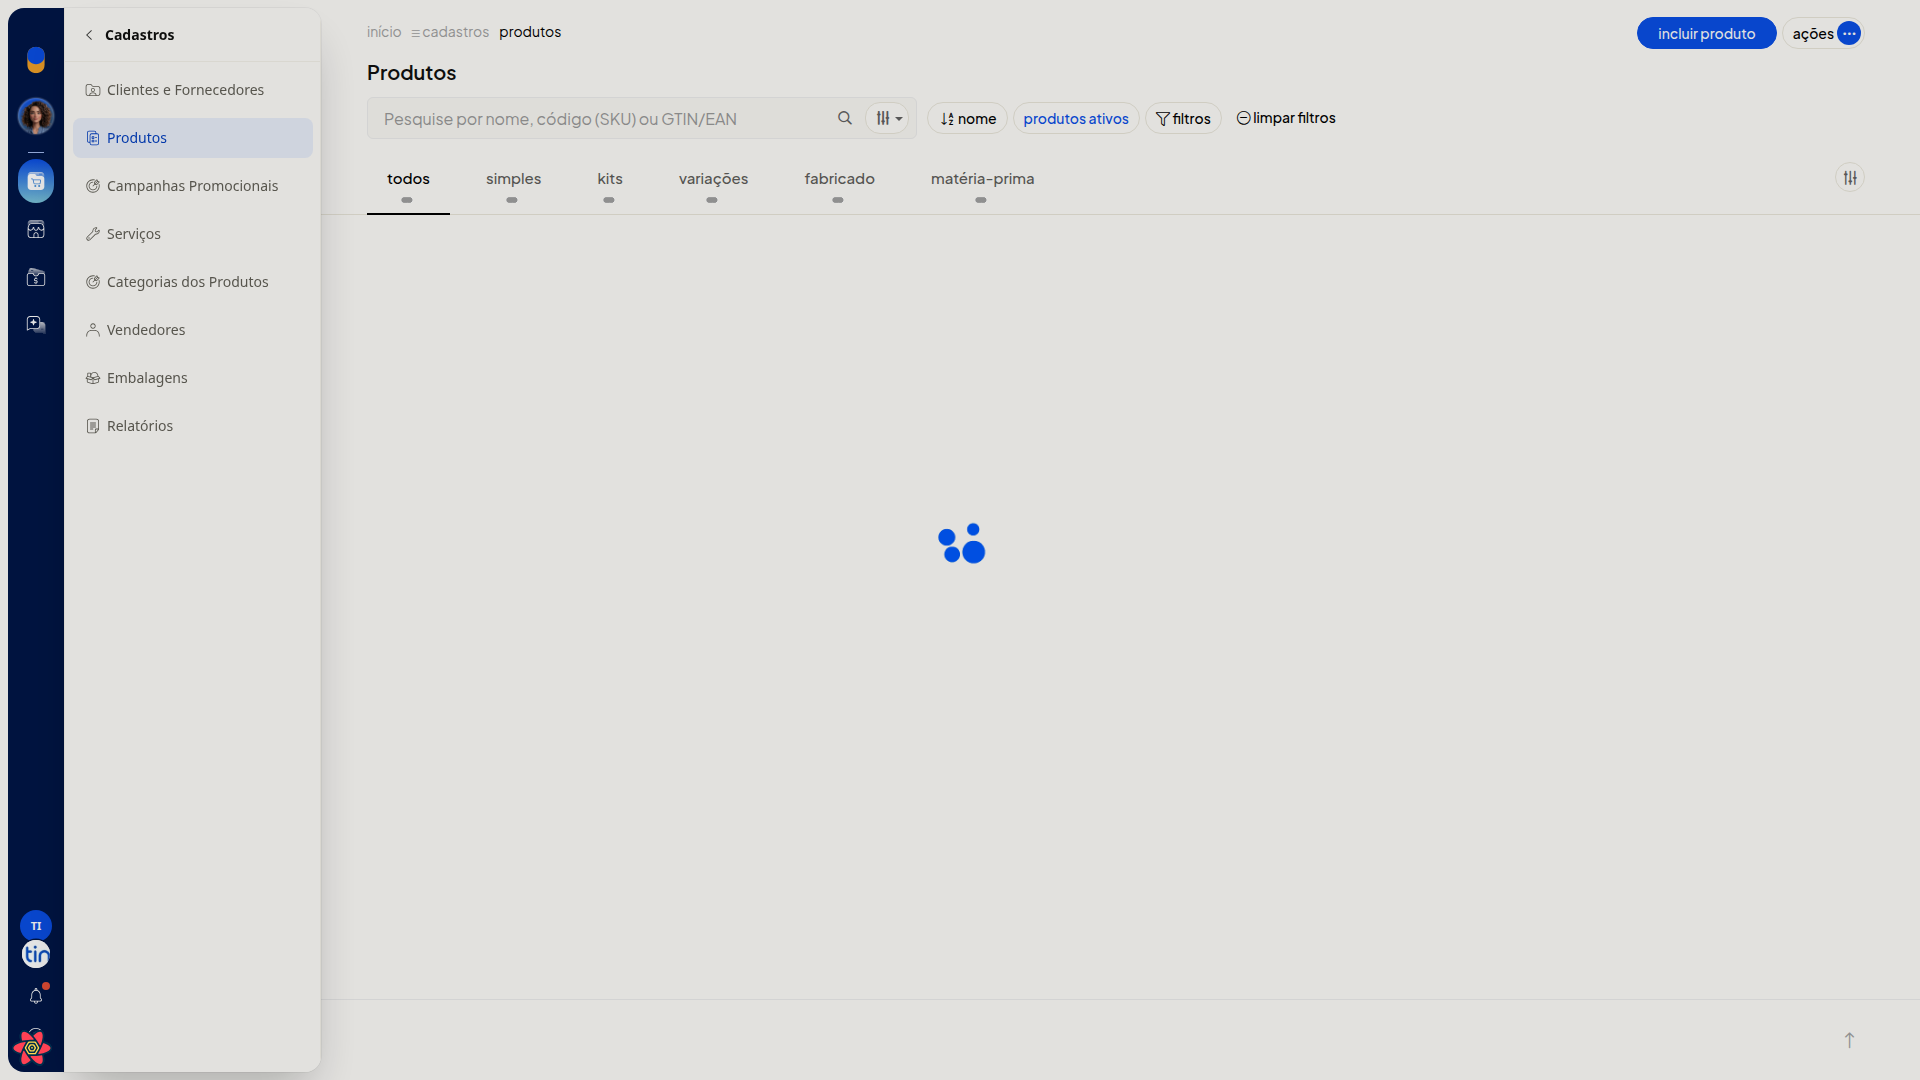 Cadastros
Clientes e Fornecedores
Produtos
Campanhas Promocionais
Serviços
Categorias dos Produtos
Vendedores
Embalagens
Relatórios
TI
tin
início cadastros produtos
incluir produto
ações
Produtos
Pesquise por nome, código (SKU) ou GTIN/EAN
nome
produtos ativos
filtros
limpar filtros
todos
simples
kits
variações
fabricado
matéria-prima